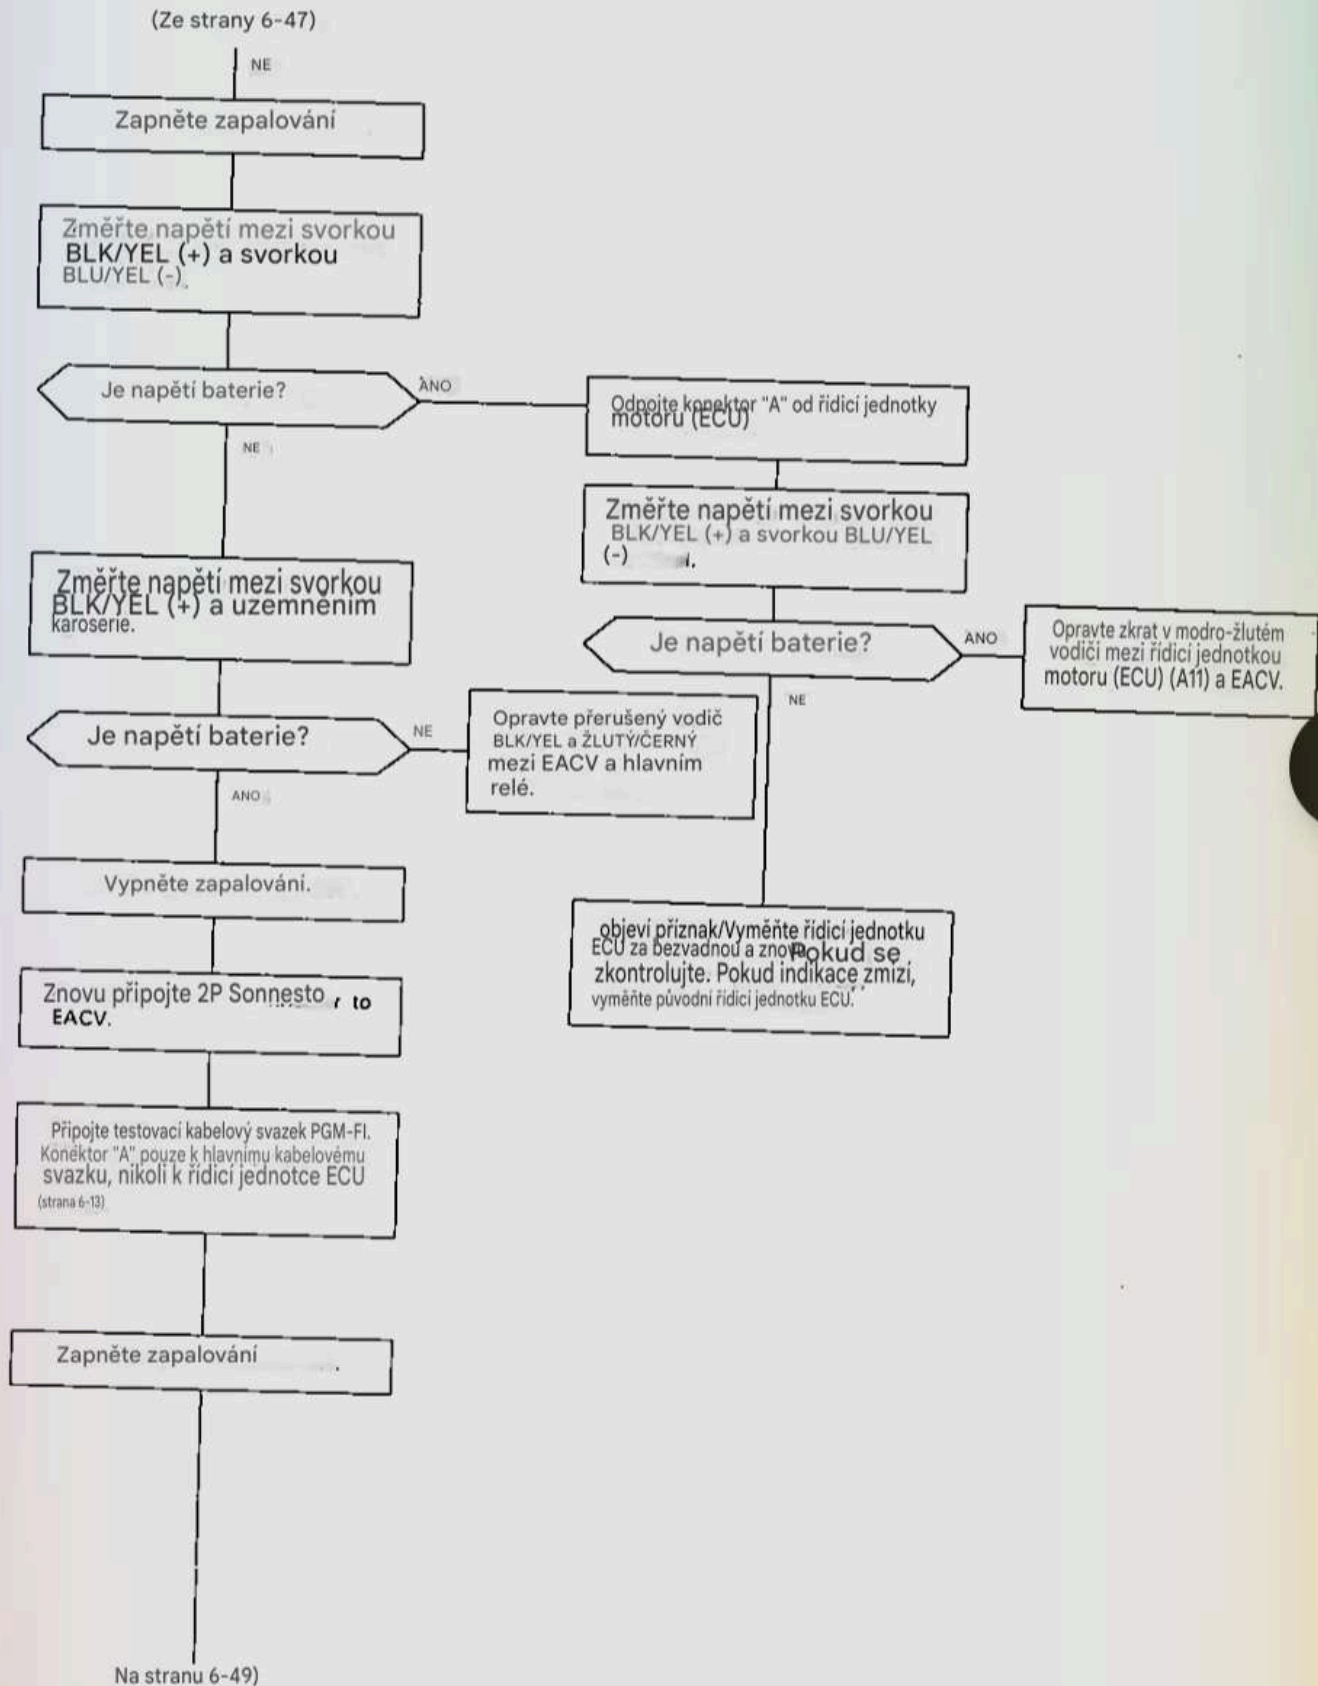 (Ze strany 6-47)
NE
Zapněte zapalování
Změřte napětí mezi svorkou
BLK/YEL (+) a svorkou
BLU/YEL (-).
Je napětí baterie?
ANO
NE
Odpojte konektor "A" od řídicí jednotky
motoru (ECU)
Změřte napětí mezi svorkou
BLK/YEL (+) a svorkou BLU/YEL
(-)
Je napětí baterie?
ANO
Opravte zkrat v modro-žlutém
vodiči mezi řídicí jednotkou
motoru (ECU) (A11) a EACV.
NE
objeví příznak/Vyměňte řídicí jednotku
ECU za bezvadnou a znovu Pokud se
zkontrolujte. Pokud indikace zmizí,
vyměňte původní řídicí jednotku ECU.
Změřte napětí mezi svorkou
BLK/YEL (+) a uzemněním
karoserie.
Je napětí baterie?
NE
Opravte přerušený vodič
BLK/YEL a ŽLUTÝ/ČERNÝ
mezi EACV a hlavním
relé.
ANO
Vypněte zapalování.
Znovu připojte 2P Sonnesto r to
EACV.
Připojte testovací kabelový svazek PGM-FI.
Konektor "A" pouze k hlavnímu kabelovému
svazku, nikoli k řídicí jednotce ECU
(strana 6-13)
Zapněte zapalování
Na stranu 6-49)